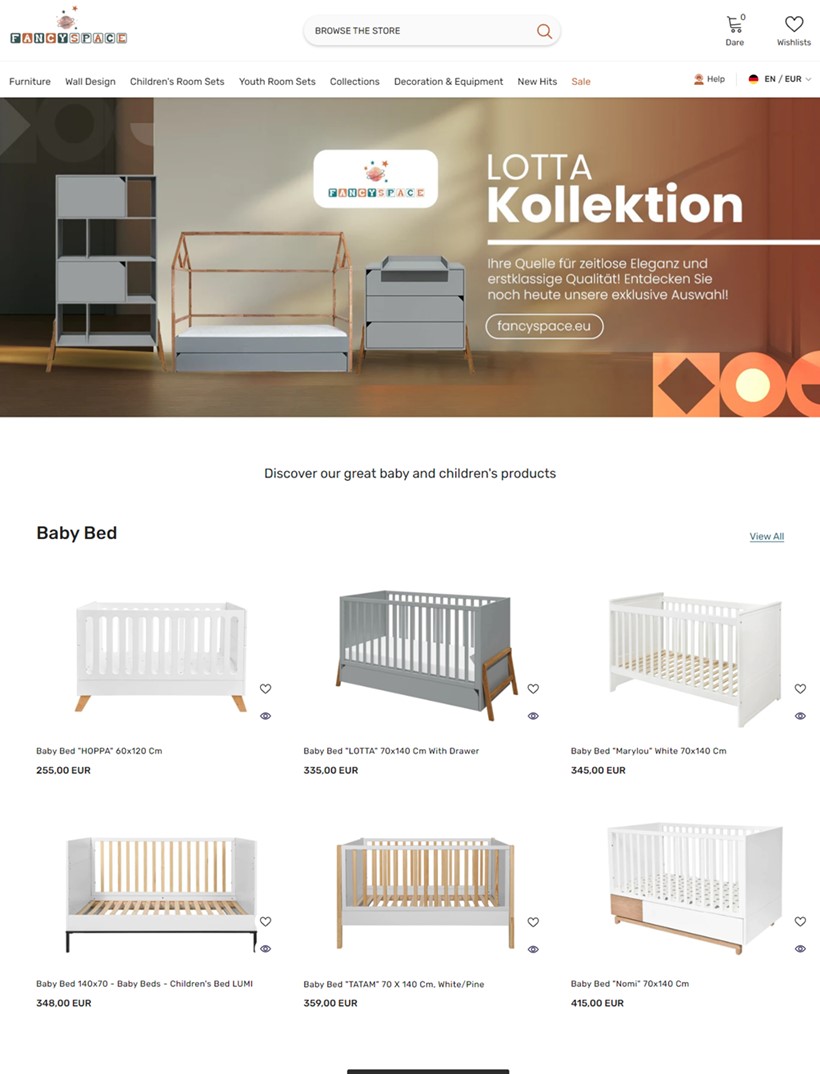 FANCYSPACE
BROWSE THE STORE
0
Dare
Wishlists
Furniture Wall Design Children's Room Sets Youth Room Sets Collections Decoration & Equipment New Hits Sale
Help
EN / EUR
FANCYSPACE
LOTTA
Kollektion
Ihre Quelle für zeitlose Eleganz und
erstklassige Qualität! Entdecken Sie
noch heute unsere exklusive Auswahl!
fancyspace.eu
Discover our great baby and children's products
Baby Bed
View All
Baby Bed "HOPPA" 60x120 Cm
255,00 EUR
Baby Bed "LOTTA" 70x140 Cm With Drawer
335,00 EUR
Baby Bed "Marylou" White 70x140 Cm
345,00 EUR
Baby Bed 140x70 - Baby Beds - Children's Bed LUMI
348,00 EUR
Baby Bed "TATAM" 70 X 140 Cm, White/Pine
359,00 EUR
Baby Bed "Nomi" 70x140 Cm
415,00 EUR